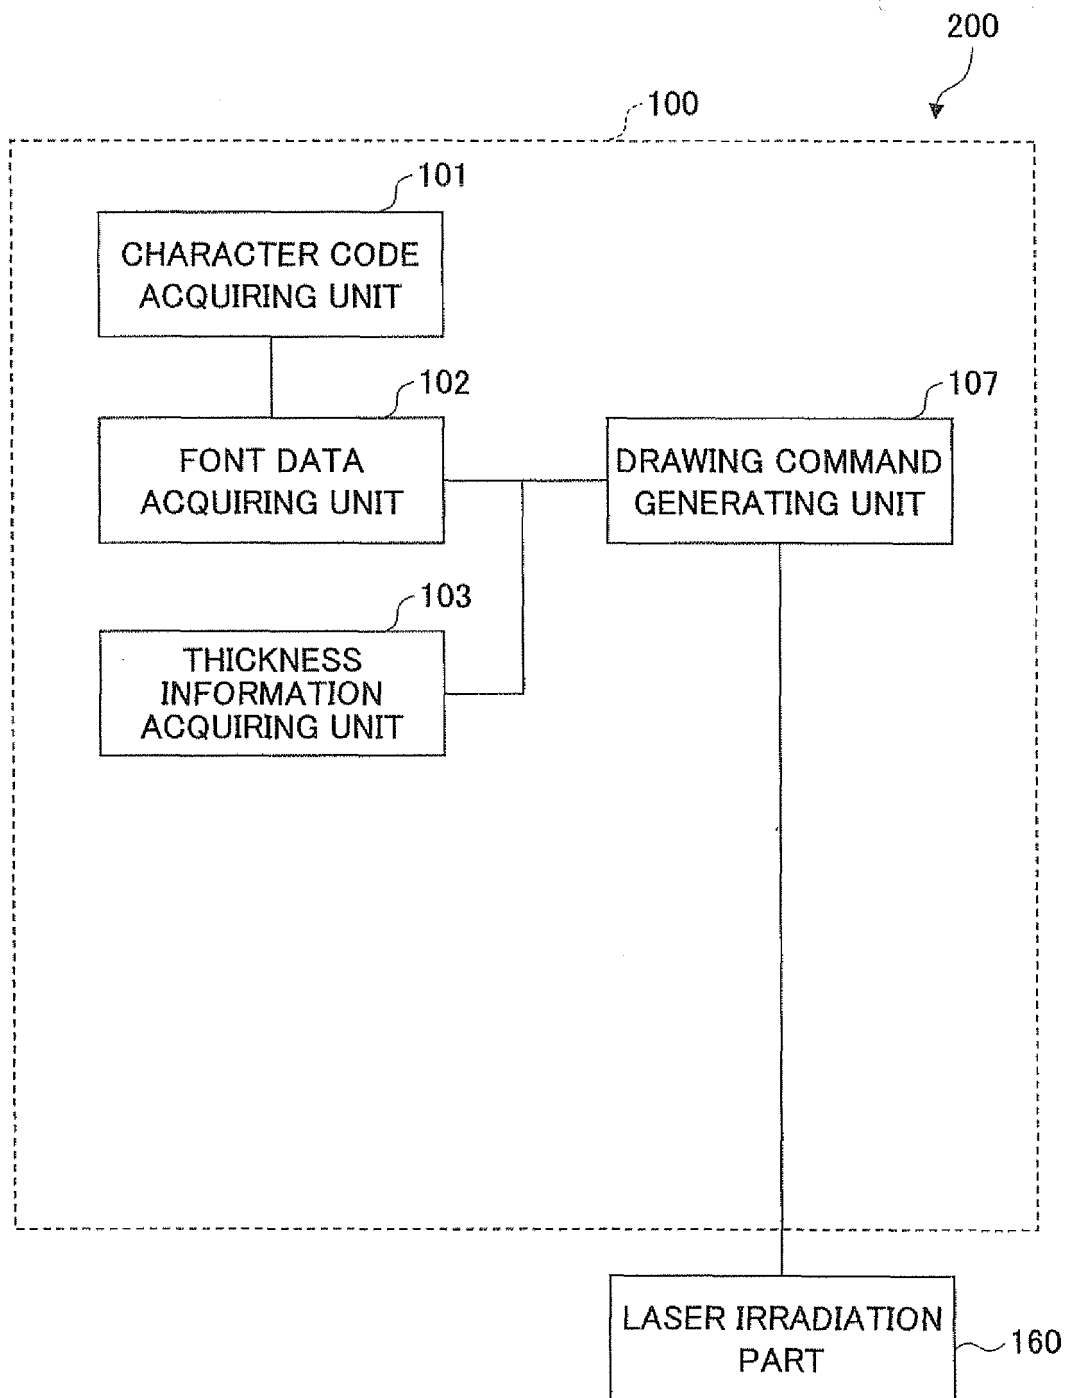 200
100
101
CHARACTER CODE
ACQUIRING UNIT
102
FONT DATA
ACQUIRING UNIT
107
DRAWING COMMAND
GENERATING UNIT
103
THICKNESS
INFORMATION
ACQUIRING UNIT
LASER IRRADIATION
PART
160